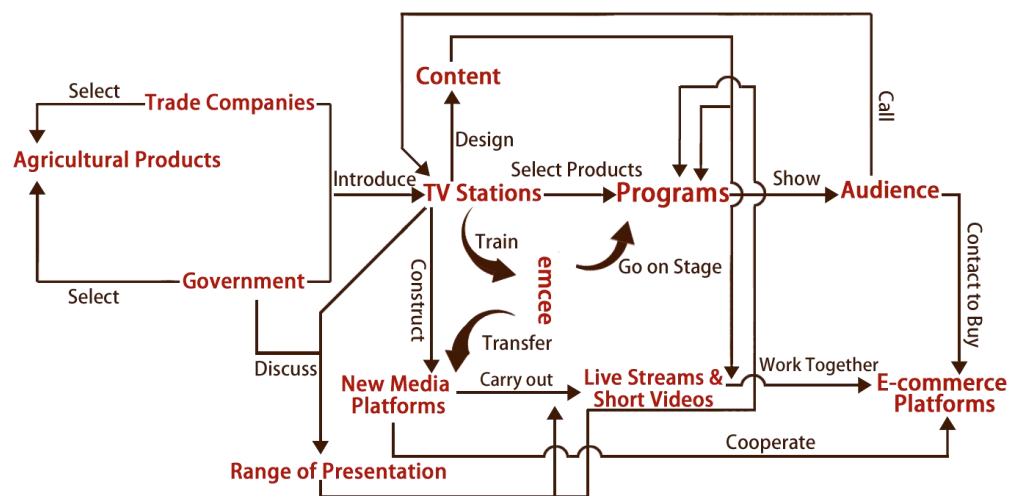 Content
Select
Trade Companies
Call
Design
Agricultural Products
Select Products
Introduce
TV Stations
Programs
Show
Audience
Train
Go on Stage
emcee
Construct
Contact to Buy
Government
Select
Transfer
Discuss
New Media
Platforms
Carry out
Live Streams &
Short Videos
Work Together
E-commerce
Platforms
Cooperate
Range of Presentation